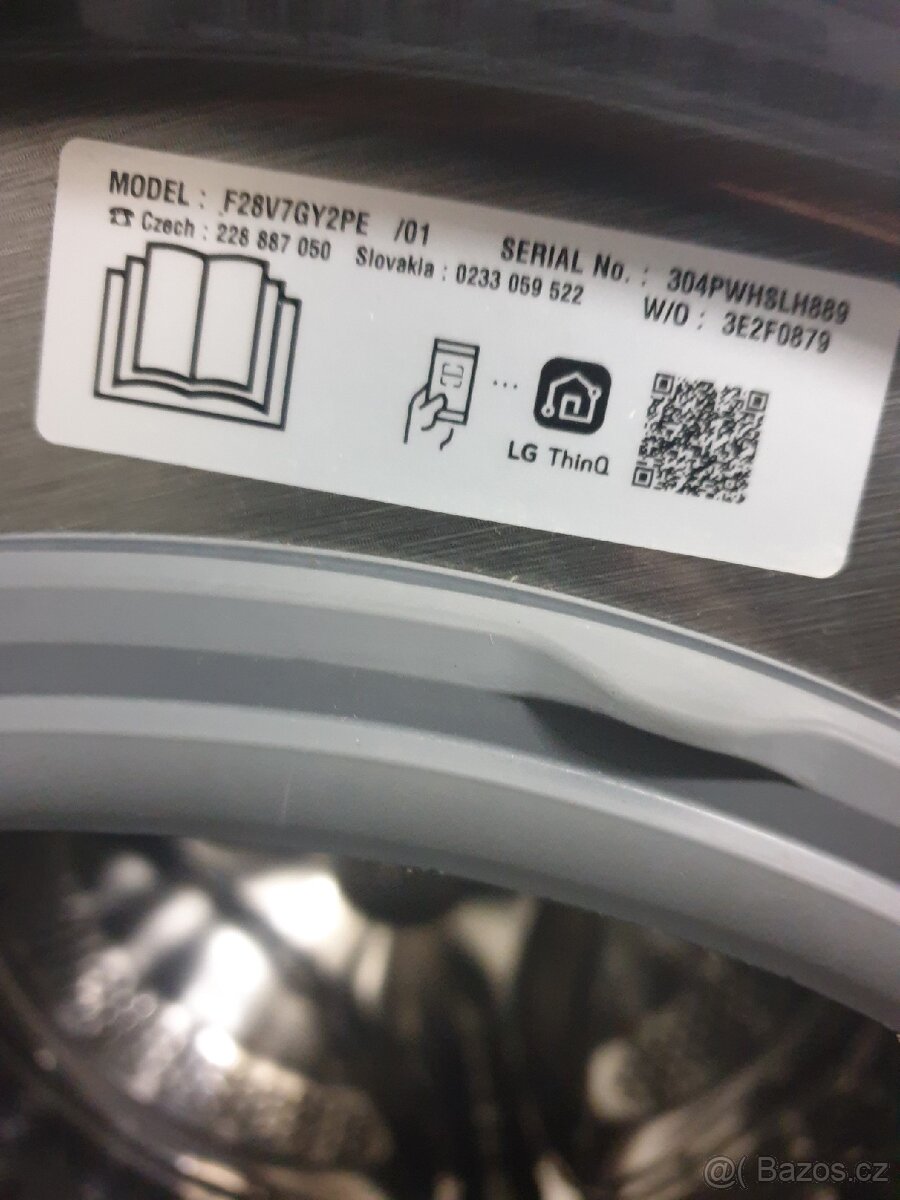 MODEL : F28V7GY2PE /01 SERIAL No. : 304PWHSLH889
☎ Czech : 228 887 050 Slovakia : 0233 059 522 W/O : 3E2F0879
...
LG ThinQ
@( Bazos.cz